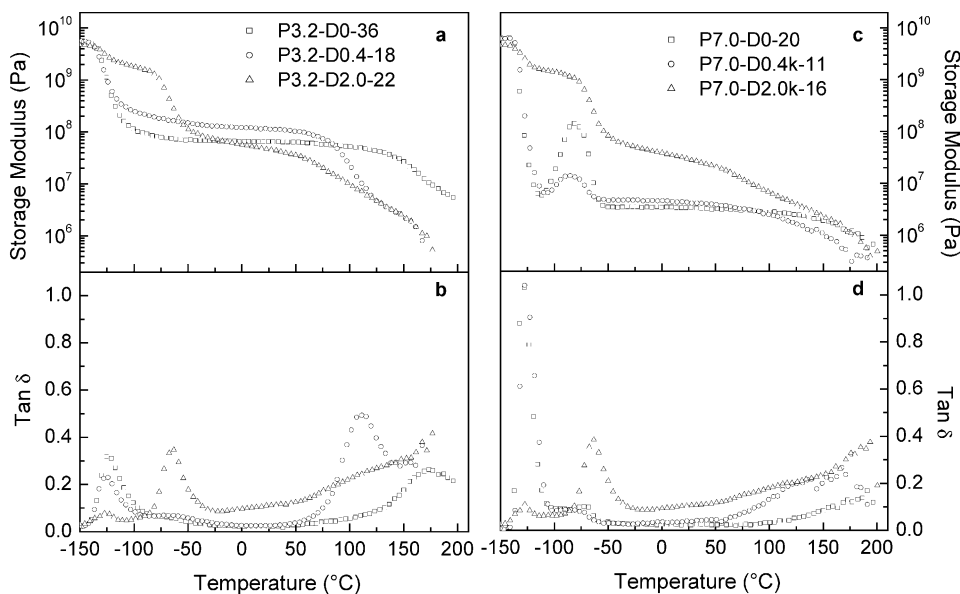 10^10
10^9
10^8
10^7
10^6
Storage Modulus (Pa)
P3.2-D0-36
P3.2-D0.4-18
P3.2-D2.0-22
a
P7.0-D0-20
P7.0-D0.4k-11
P7.0-D2.0k-16
c
10^10
10^9
10^8
10^7
10^6
Storage Modulus (Pa)
1.0
0.8
0.6
0.4
0.2
0.0
Tan δ
b
d
1.0
0.8
0.6
0.4
0.2
0.0
Tan δ
-150 -100 -50 0 50 100 150 200
Temperature (°C)
-150 -100 -50 0 50 100 150 200
Temperature (°C)